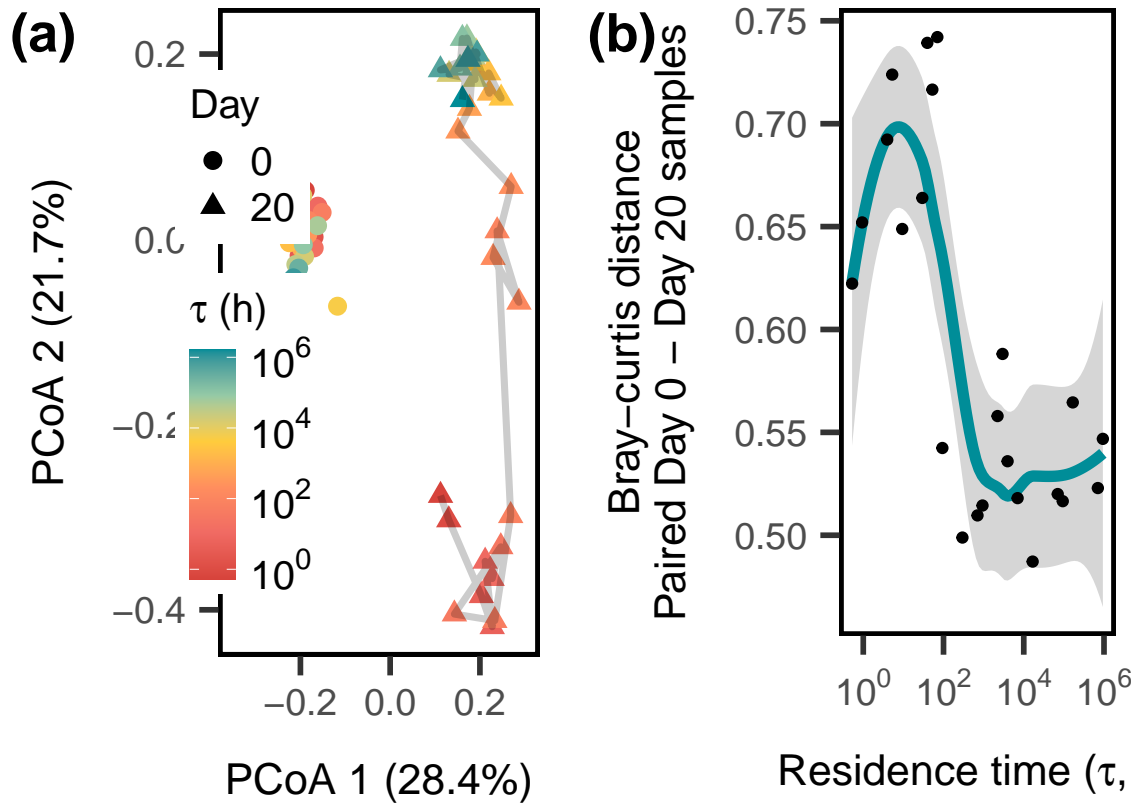 (a)
0.2
0.0
−0.2
−0.4
PCoA 2 (21.7%)
Day
0
20
τ (h)
10^6
10^4
10^2
10^0
−0.2 0.0 0.2
PCoA 1 (28.4%)
(b)
Bray−curtis distance
Paired Day 0 − Day 20 samples
0.75
0.70
0.65
0.60
0.55
0.50
10^0 10^2 10^4 10^6
Residence time (τ,